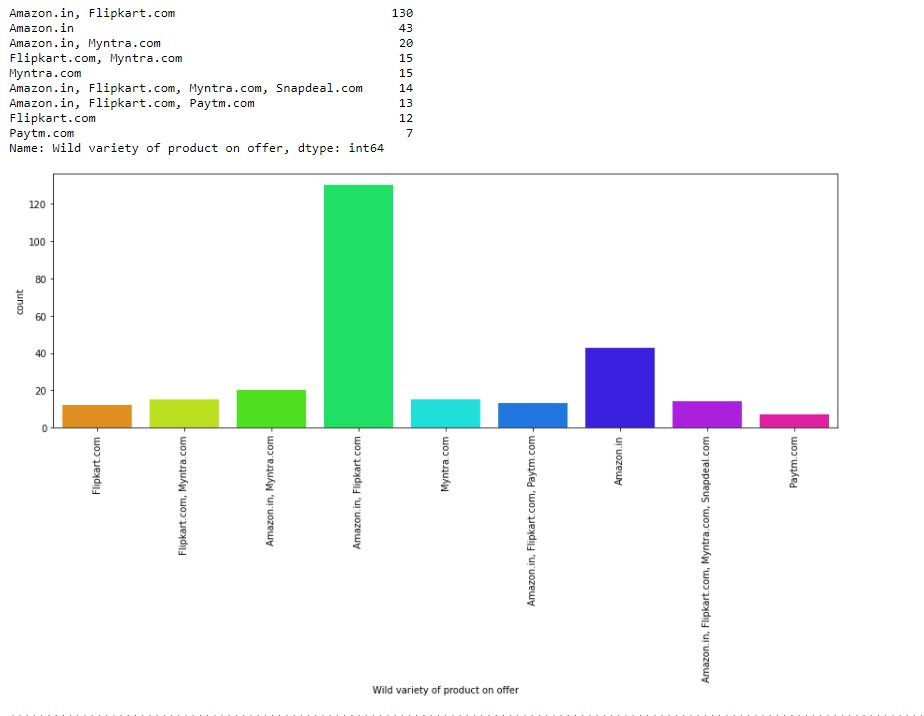 Amazon.in, Flipkart.com 130
Amazon.in 43
Amazon.in, Myntra.com 20
Flipkart.com, Myntra.com 15
Myntra.com 15
Amazon.in, Flipkart.com, Myntra.com, Snapdeal.com 14
Amazon.in, Flipkart.com, Paytm.com 13
Flipkart.com 12
Paytm.com 7
Name: Wild variety of product on offer, dtype: int64
120
100
80
60
40
20
0
count
Flipkart.com
Flipkart.com, Myntra.com
Amazon.in, Myntra.com
Amazon.in, Flipkart.com
Myntra.com
Amazon.in, Flipkart.com, Paytm.com
Amazon.in
Amazon.in, Flipkart.com, Myntra.com, Snapdeal.com
Paytm.com
Wild variety of product on offer